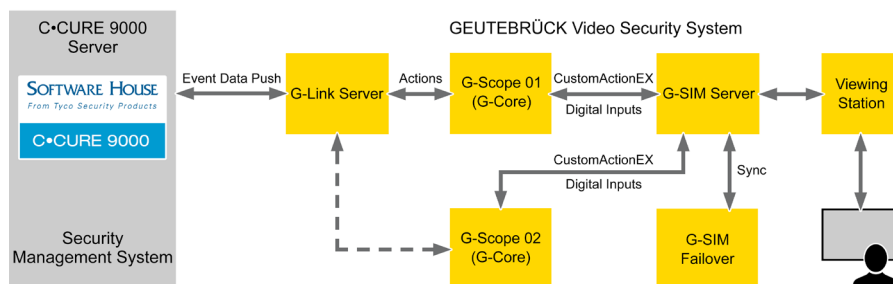 C•CURE 9000
Server
GEUTEBRÜCK Video Security System
SOFTWARE HOUSE
From Tyco Security Products
C•CURE 9000
Security
Management System
Event Data Push
G-Link Server
Actions
G-Scope 01
(G-Core)
CustomActionEX
Digital Inputs
G-SIM Server
Viewing
Station
CustomActionEX
Digital Inputs
Sync
G-Scope 02
(G-Core)
G-SIM
Failover